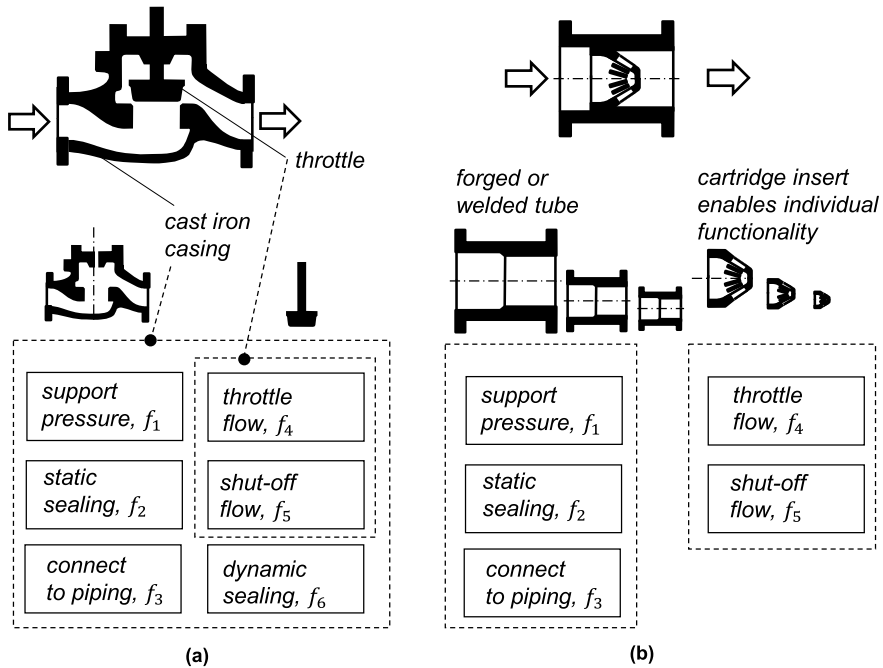 throttle
cast iron
casing
support
pressure, f₁
throttle
flow, f₄
static
sealing, f₂
shut-off
flow, f₅
connect
to piping, f₃
dynamic
sealing, f₆
(a)
forged or
welded tube
cartridge insert
enables individual
functionality
support
pressure, f₁
throttle
flow, f₄
static
sealing, f₂
shut-off
flow, f₅
connect
to piping, f₃
(b)